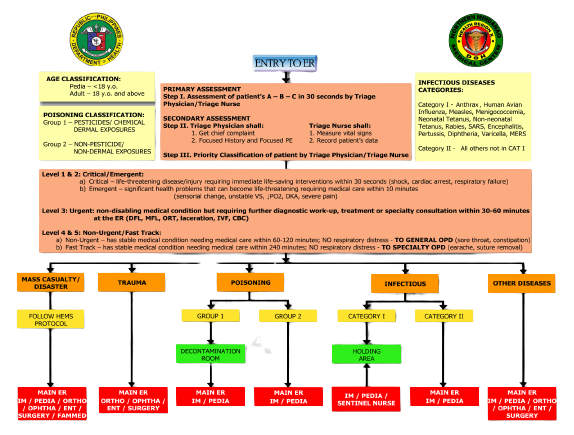 REPUBLIC OF THE PHILIPPINES
DEPARTMENT OF HEALTH
NORTHERN MINDANAO
HEALTH REGION X
D O H
MEDICAL CENTER
ENTRY TO ER
AGE CLASSIFICATION:
Pedia – <18 y.o.
Adult – 18 y.o. and above
POISONING CLASSIFICATION:
Group 1 – PESTICIDES/ CHEMICAL
DERMAL EXPOSURES
Group 2 – NON-PESTICIDE/
NON-DERMAL EXPOSURES
PRIMARY ASSESSMENT
Step I. Assessment of patient's A – B – C in 30 seconds by Triage
Physician/Triage Nurse
SECONDARY ASSESSMENT
Step II. Triage Physician shall: Triage Nurse shall:
1. Get chief complaint 1. Measure vital signs
2. Focused History and Focused PE 2. Record patient's data
Step III. Priority Classification of patient by Triage Physician/Triage Nurse
INFECTIOUS DISEASES
CATEGORIES:
Category I - Anthrax , Human Avian
Influenza, Measles, Menigococcemia,
Neonatal Tetanus, Non-neonatal
Tetanus, Rabies, SARS, Encephalitis,
Pertussis, Diphtheria, Varicella, MERS
Category II - All others not in CAT I
Level 1 & 2: Critical/Emergent:
a) Critical – life-threatening disease/injury requiring immediate life-saving interventions within 30 seconds (shock, cardiac arrest, respiratory failure)
b) Emergent – significant health problems that can become life-threatening requiring medical care within 10 minutes
(sensorial change, unstable VS, ↓PO2, DKA, severe pain)
Level 3: Urgent: non-disabling medical condition but requiring further diagnostic work-up, treatment or specialty consultation within 30-60 minutes
at the ER (DFL, MFL, ORT, laceration, IVF, CBC)
Level 4 & 5: Non-Urgent/Fast Track:
a) Non-Urgent – has stable medical condition needing medical care within 60-120 minutes; NO respiratory distress - TO GENERAL OPD (sore throat, constipation)
b) Fast Track – has stable medical condition needing medical care within 240 minutes; NO respiratory distress - TO SPECIALTY OPD (earache, suture removal)
MASS CASUALTY/
DISASTER
TRAUMA
POISONING
INFECTIOUS
OTHER DISEASES
FOLLOW HEMS
PROTOCOL
GROUP 1
GROUP 2
CATEGORY I
CATEGORY II
DECONTAMINATION
ROOM
HOLDING
AREA
MAIN ER
IM / PEDIA / ORTHO
/ OPHTHA / ENT /
SURGERY / FAMMED
MAIN ER
ORTHO / OPHTHA /
ENT / SURGERY
MAIN ER
IM / PEDIA
MAIN ER
IM / PEDIA
IM / PEDIA /
SENTINEL NURSE
MAIN ER
IM / PEDIA
MAIN ER
IM / PEDIA / ORTHO
/ OPHTHA / ENT /
SURGERY